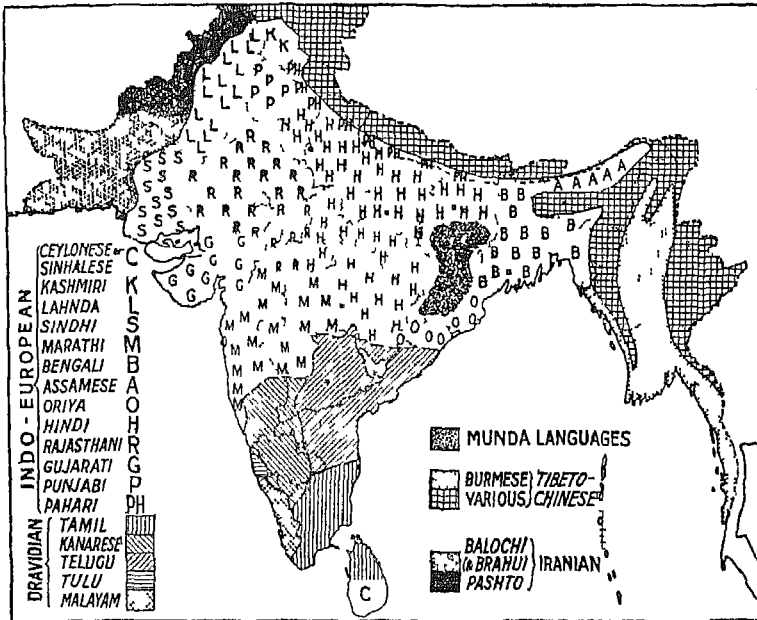 INDO-EUROPEAN
CEYLONESE or SINHALESE C
KASHMIRI K
LAHNDA L
SINDHI S
MARATHI M
BENGALI B
ASSAMESE A
ORIYA O
HINDI H
RAJASTHANI R
GUJARATI G
PUNJABI P
PAHARI PH
DRAVIDIAN
TAMIL
KANARESE
TELUGU
TULU
MALAYAM
C
MUNDA LANGUAGES
BURMESE
VARIOUS
TIBETO-
CHINESE
BALOCHI
(& BRAHUI
PASHTO
IRANIAN